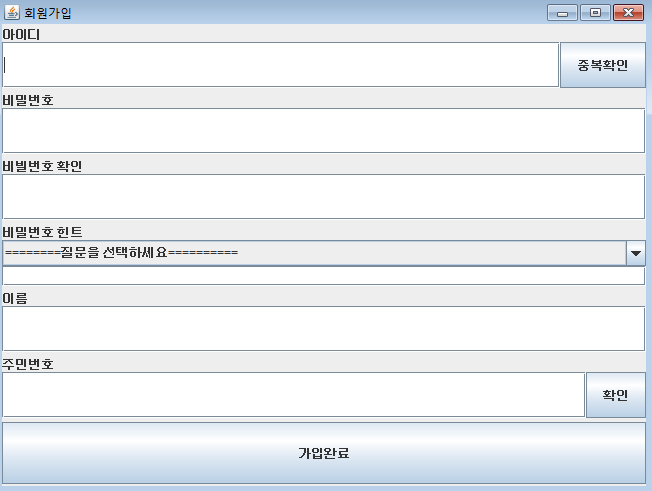 회원가입
아이디
중복확인
비밀번호
비빌번호 확인
비밀번호 힌트
========질문을 선택하세요==========
이름
주민번호
확인
가입완료